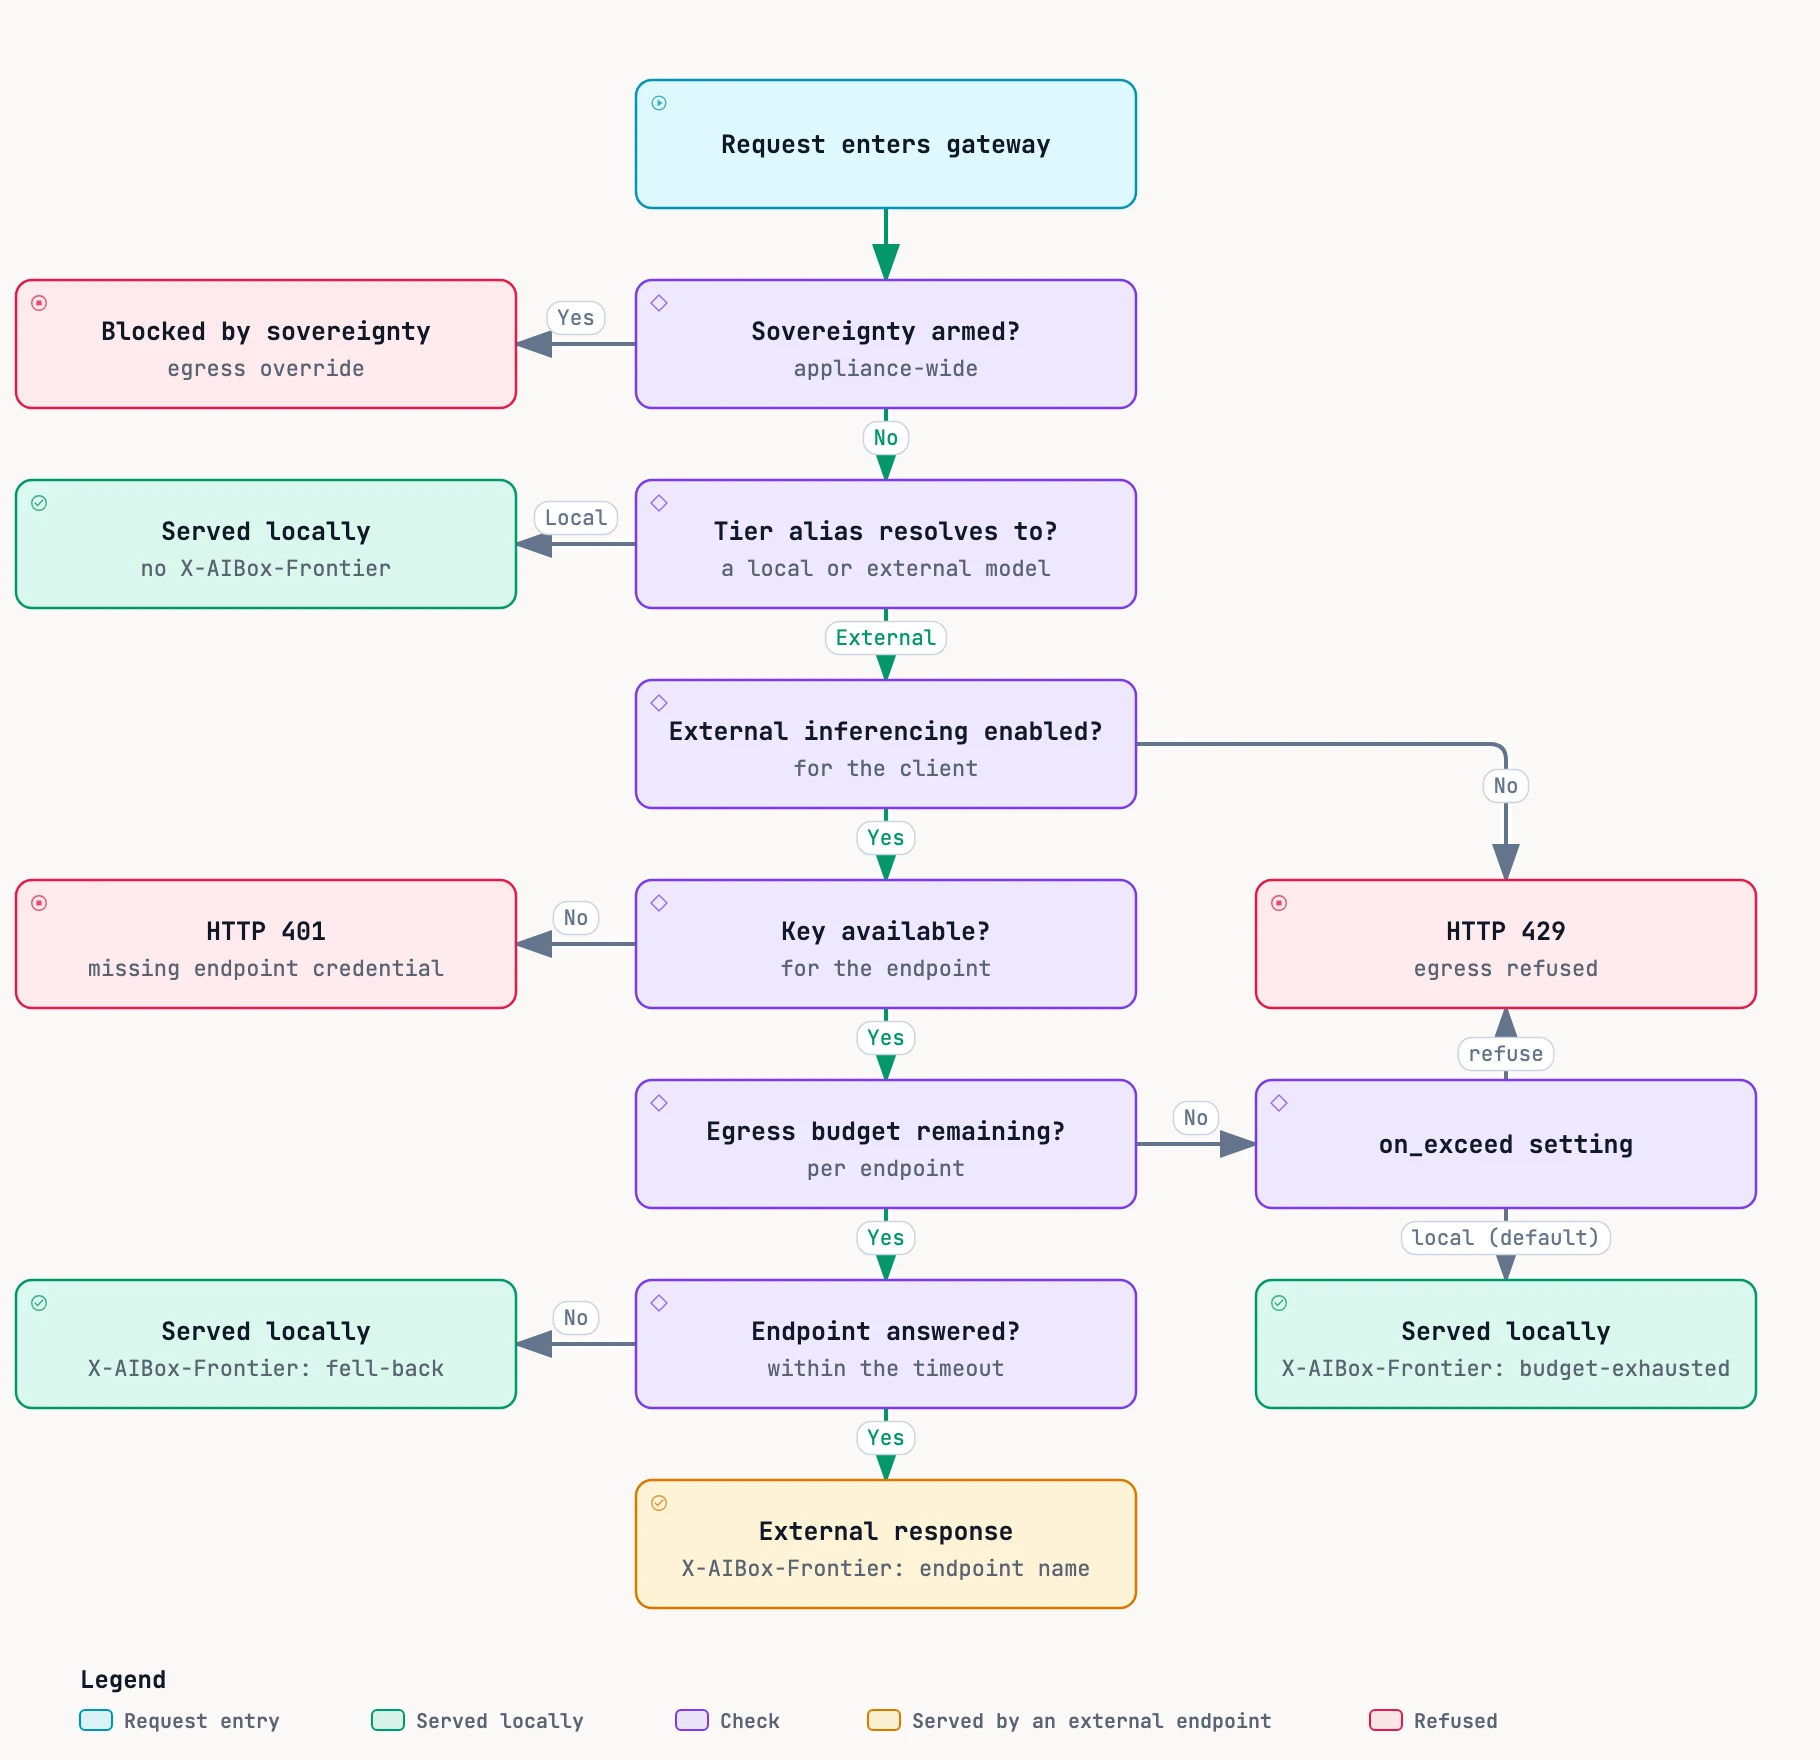 Request enters gateway
Blocked by sovereignty
egress override
Yes
Sovereignty armed?
appliance-wide
No
Served locally
no X-AIBox-Frontier
Local
Tier alias resolves to?
a local or external model
External
External inferencing enabled?
for the client
No
Yes
HTTP 401
missing endpoint credential
No
Key available?
for the endpoint
HTTP 429
egress refused
Yes
refuse
Egress budget remaining?
per endpoint
No
on_exceed setting
Yes
local (default)
Served locally
X-AIBox-Frontier: fell-back
No
Endpoint answered?
within the timeout
Served locally
X-AIBox-Frontier: budget-exhausted
Yes
External response
X-AIBox-Frontier: endpoint name
Legend
Request entry
Served locally
Check
Served by an external endpoint
Refused